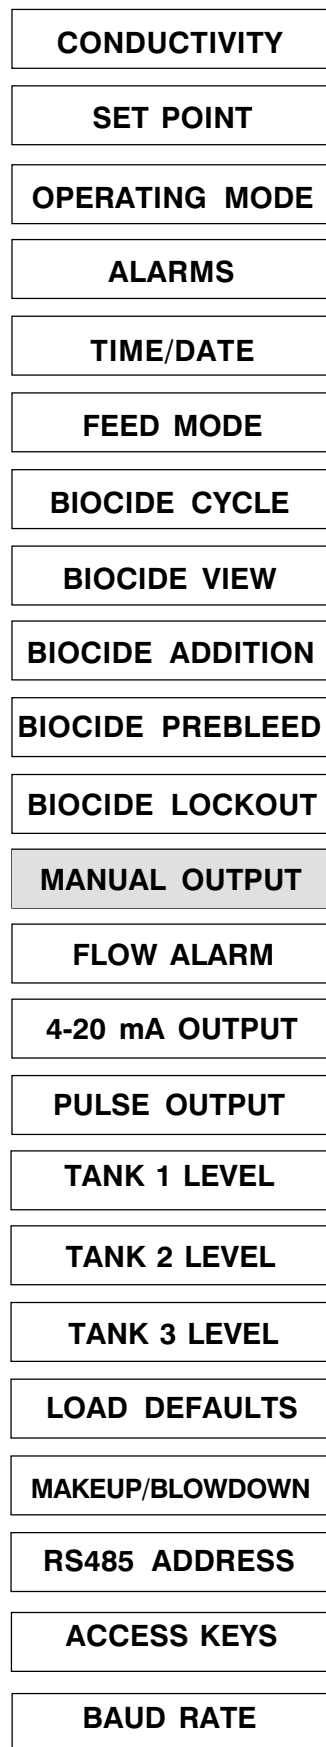 CONDUCTIVITY
SET POINT
OPERATING MODE
ALARMS
TIME/DATE
FEED MODE
BIOCIDE CYCLE
BIOCIDE VIEW
BIOCIDE ADDITION
BIOCIDE PREBLEED
BIOCIDE LOCKOUT
MANUAL OUTPUT
FLOW ALARM
4-20 mA OUTPUT
PULSE OUTPUT
TANK 1 LEVEL
TANK 2 LEVEL
TANK 3 LEVEL
LOAD DEFAULTS
MAKEUP/BLOWDOWN
RS485 ADDRESS
ACCESS KEYS
BAUD RATE